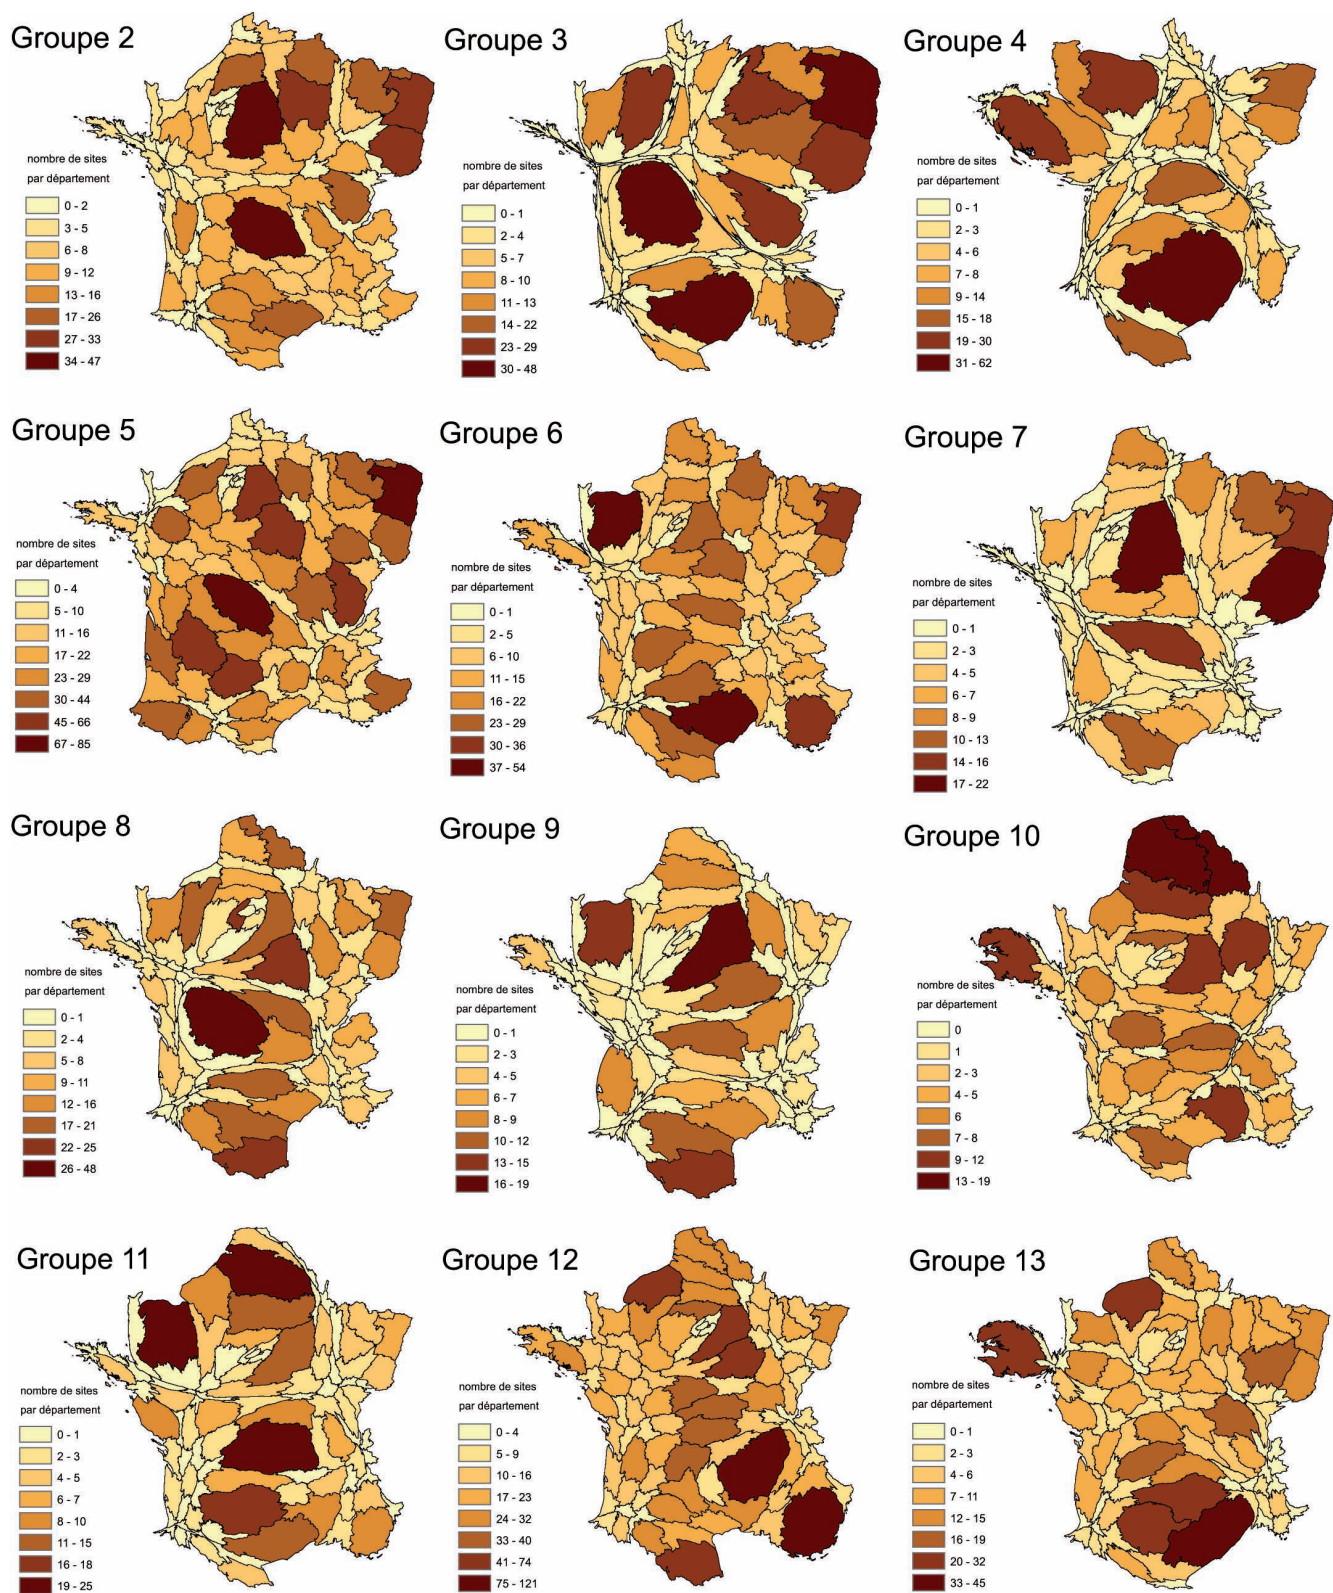 Groupe 2
nombre de sites
par département
0 - 2
3 - 5
6 - 8
9 - 12
13 - 16
17 - 26
27 - 33
34 - 47
Groupe 3
nombre de sites
par département
0 - 1
2 - 4
5 - 7
8 - 10
11 - 13
14 - 22
23 - 29
30 - 48
Groupe 4
nombre de sites
par département
0 - 1
2 - 3
4 - 6
7 - 8
9 - 14
15 - 18
19 - 30
31 - 62
Groupe 5
nombre de sites
par département
0 - 4
5 - 10
11 - 16
17 - 22
23 - 29
30 - 44
45 - 66
67 - 85
Groupe 6
nombre de sites
par département
0 - 1
2 - 5
6 - 10
11 - 15
16 - 22
23 - 29
30 - 36
37 - 54
Groupe 7
nombre de sites
par département
0 - 1
2 - 3
4 - 5
6 - 7
8 - 9
10 - 13
14 - 16
17 - 22
Groupe 8
nombre de sites
par département
0 - 1
2 - 4
5 - 8
9 - 11
12 - 16
17 - 21
22 - 25
26 - 48
Groupe 9
nombre de sites
par département
0 - 1
2 - 3
4 - 5
6 - 7
8 - 9
10 - 12
13 - 15
16 - 19
Groupe 10
nombre de sites
par département
0
1
2 - 3
4 - 5
6
7 - 8
9 - 12
13 - 19
Groupe 11
nombre de sites
par département
0 - 1
2 - 3
4 - 5
6 - 7
8 - 10
11 - 15
16 - 18
19 - 25
Groupe 12
nombre de sites
par département
0 - 4
5 - 9
10 - 16
17 - 23
24 - 32
33 - 40
41 - 74
75 - 121
Groupe 13
nombre de sites
par département
0 - 1
2 - 3
4 - 6
7 - 11
12 - 15
16 - 19
20 - 32
33 - 45